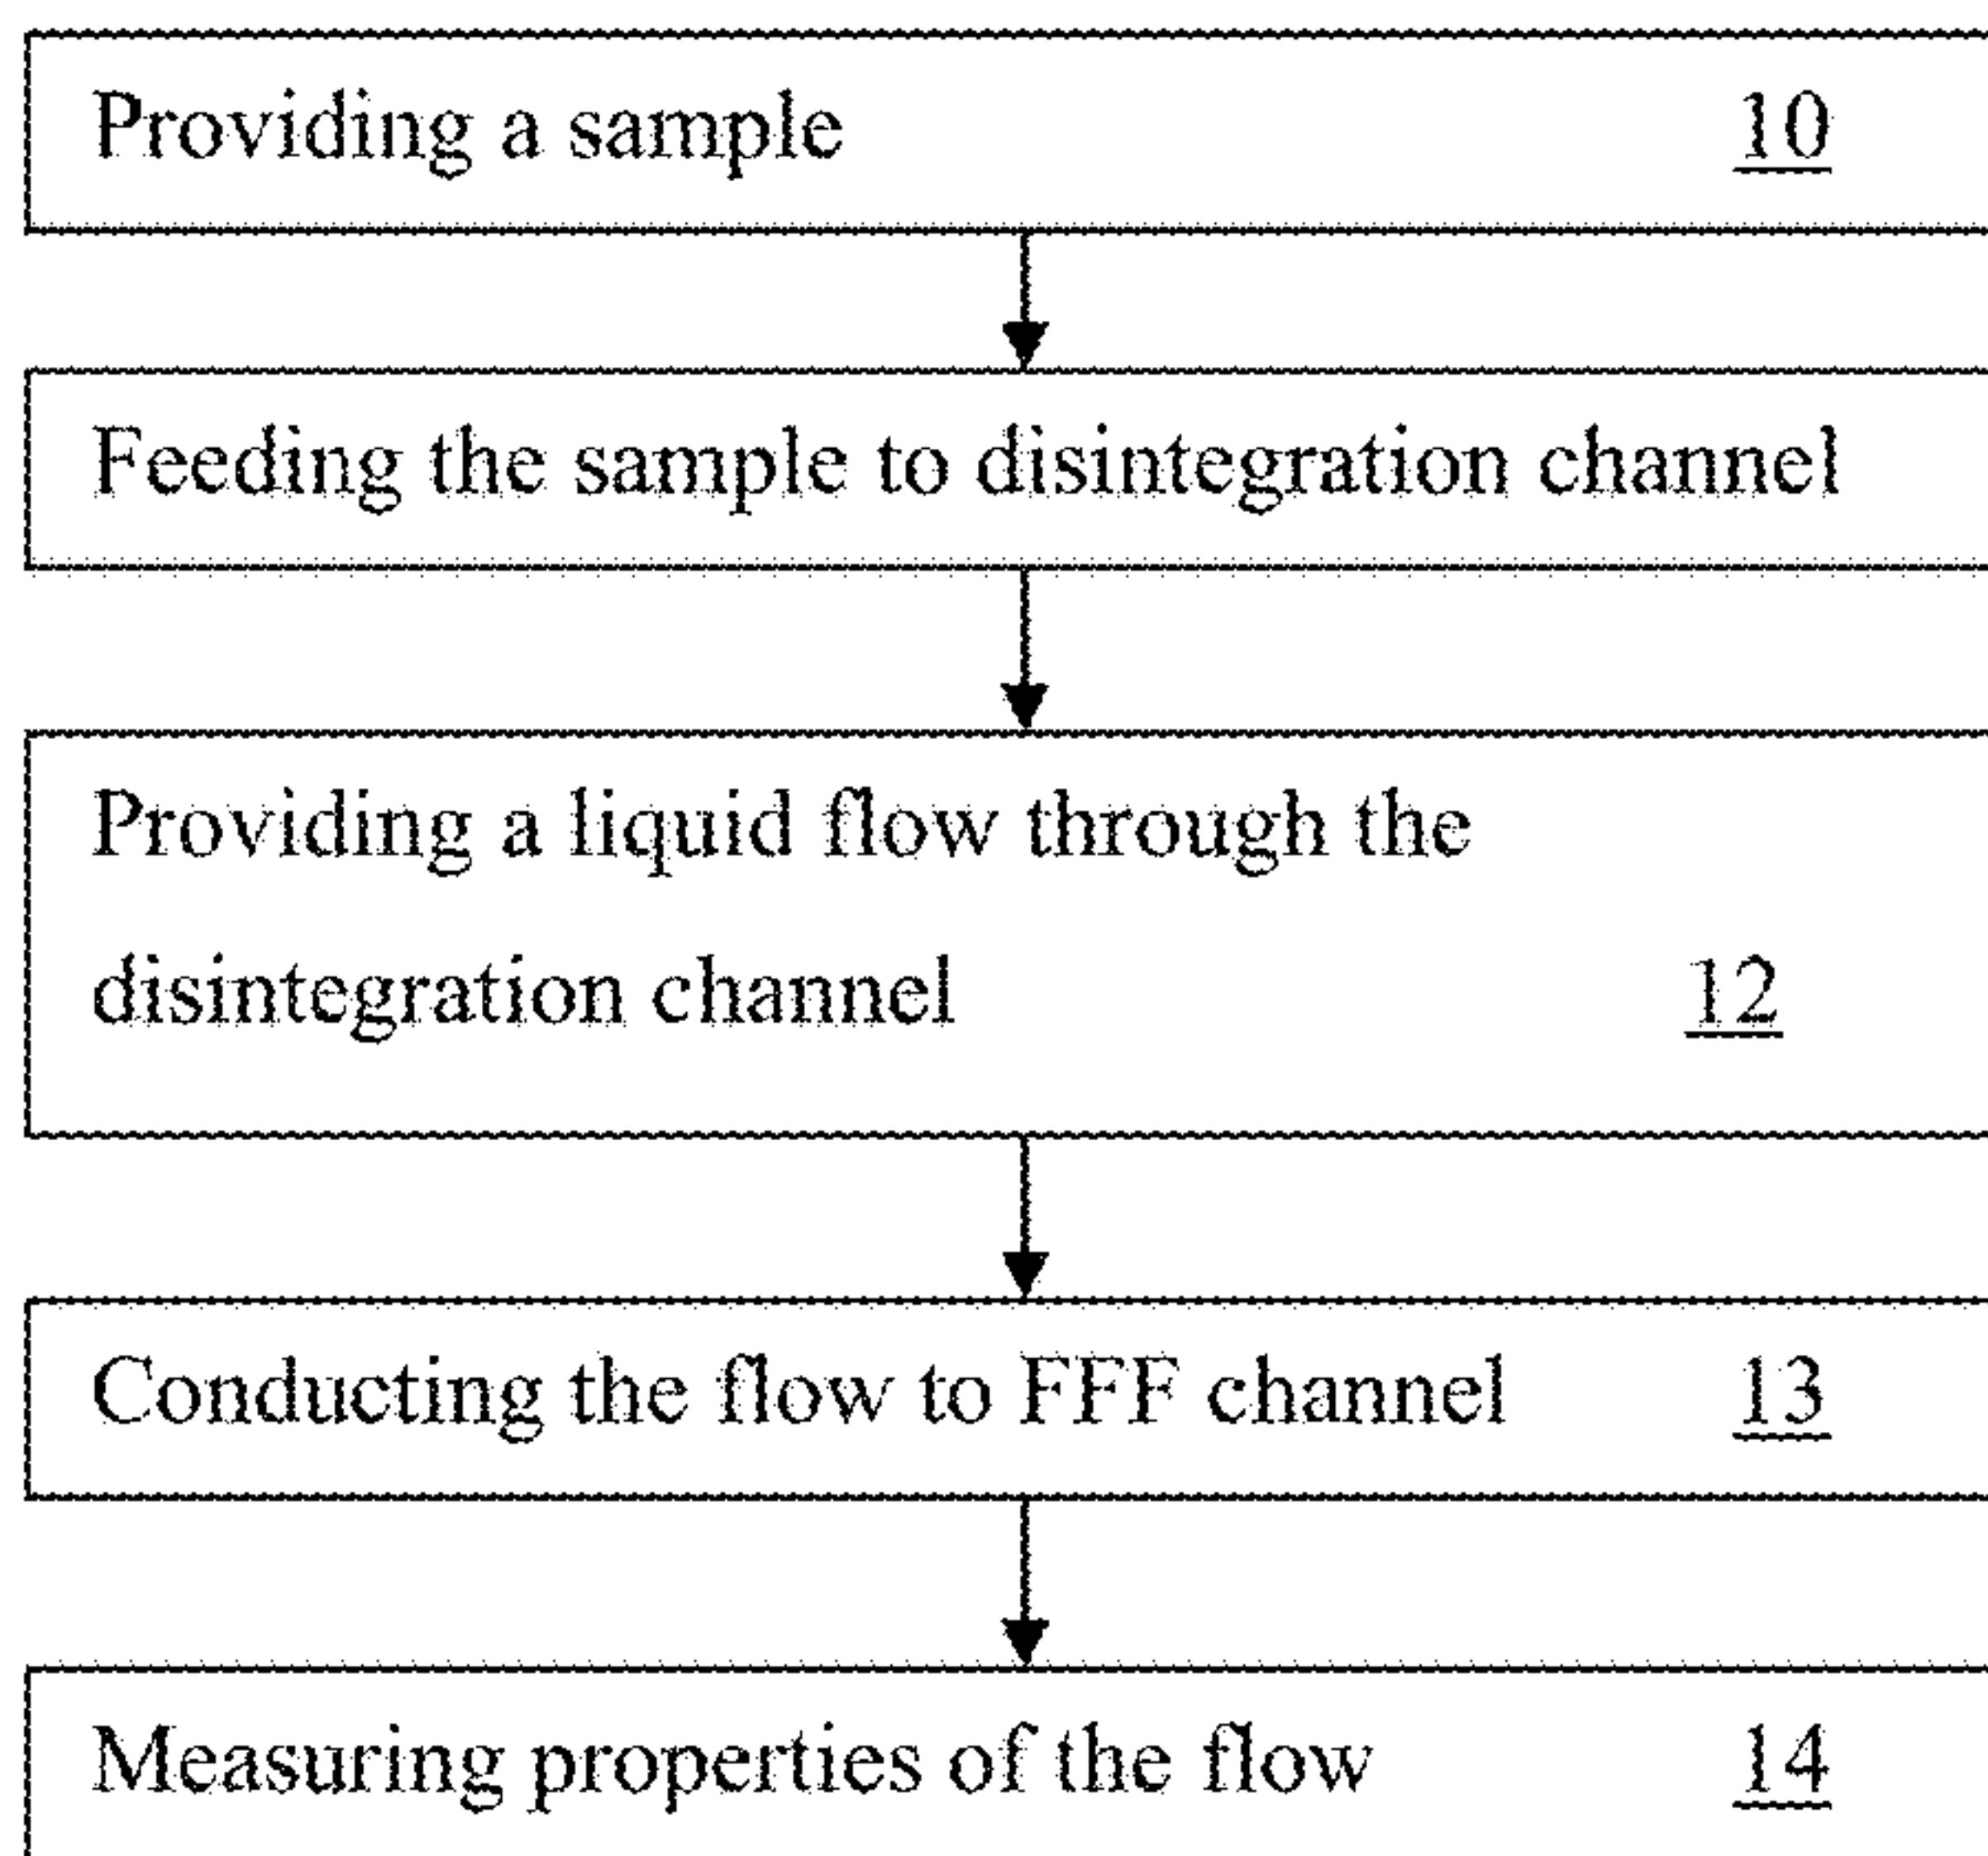 Providing a sample 10
Feeding the sample to disintegration channel
Providing a liquid flow through the
disintegration channel 12
Conducting the flow to FFF channel 13
Measuring properties of the flow 14